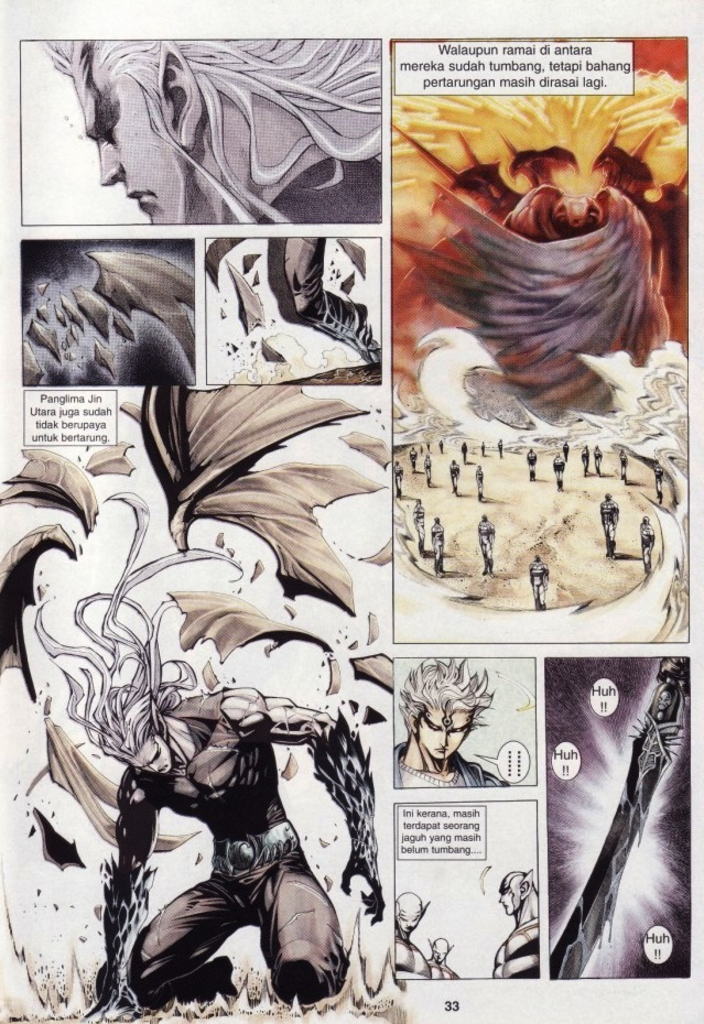 Walaupun ramai di antara
mereka sudah tumbang, tetapi bahang
pertarungan masih dirasai lagi.
Panglima Jin
Utara juga sudah
tidak berupaya
untuk bertarung.
Huh
!!
Huh
!!
Ini kerana, masih
terdapat seorang
jaguh yang masih
belum tumbang....
Huh
!!
33